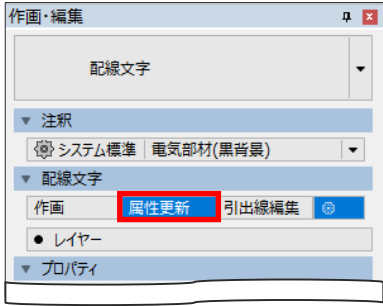 作画・編集
配線文字
注釈
システム標準 電気部材(黒背景)
配線文字
作画 属性更新 引出線編集
レイヤー
プロパティ